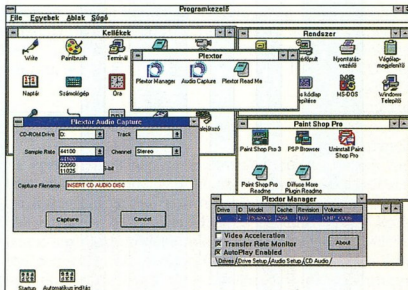 Programkezelő
File Egyebek Ablak Súgó
Kellékek
Write
Paintbrush
Terminál
Naptár
Számológép
Óra
Plextor
Plextor Manager
Audio Capture
Plextor Read Me
Rendszer
Nyomtatás-vezérlő
Vágólap-megjelenítő
MS-DOS
Windows Telepítő
Plextor Audio Capture
CD-ROM Drive D:
Track
Sample Rate 44100
Channel Stereo
44100
22050
11025
-bit
Capture Filename INSERT CD AUDIO DISC
Capture
Cancel
Paint Shop Pro
Paint Shop Pro 3
PSP Browser
Uninstall Paint Shop Pro
Paint Shop Pro Readme
Diffuse More Plugin Readme
Plextor Manager
Drive ID Model Cache Revision Volume
Video Acceleration
Transfer Rate Monitor
AutoPlay Enabled
About
Drives Drive Setup Audio Setup CD Audio
Startup
Automatikus indítás